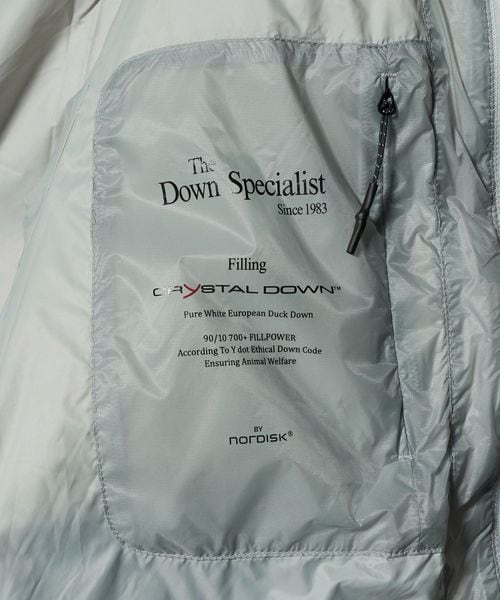 The
Down Specialist
Since 1983
Filling
CRYSTAL DOWN™
Pure White European Duck Down
90/10 700+ FILLPOWER
According To Y dot Ethical Down Code
Ensuring Animal Welfare
BY
noRDISK®